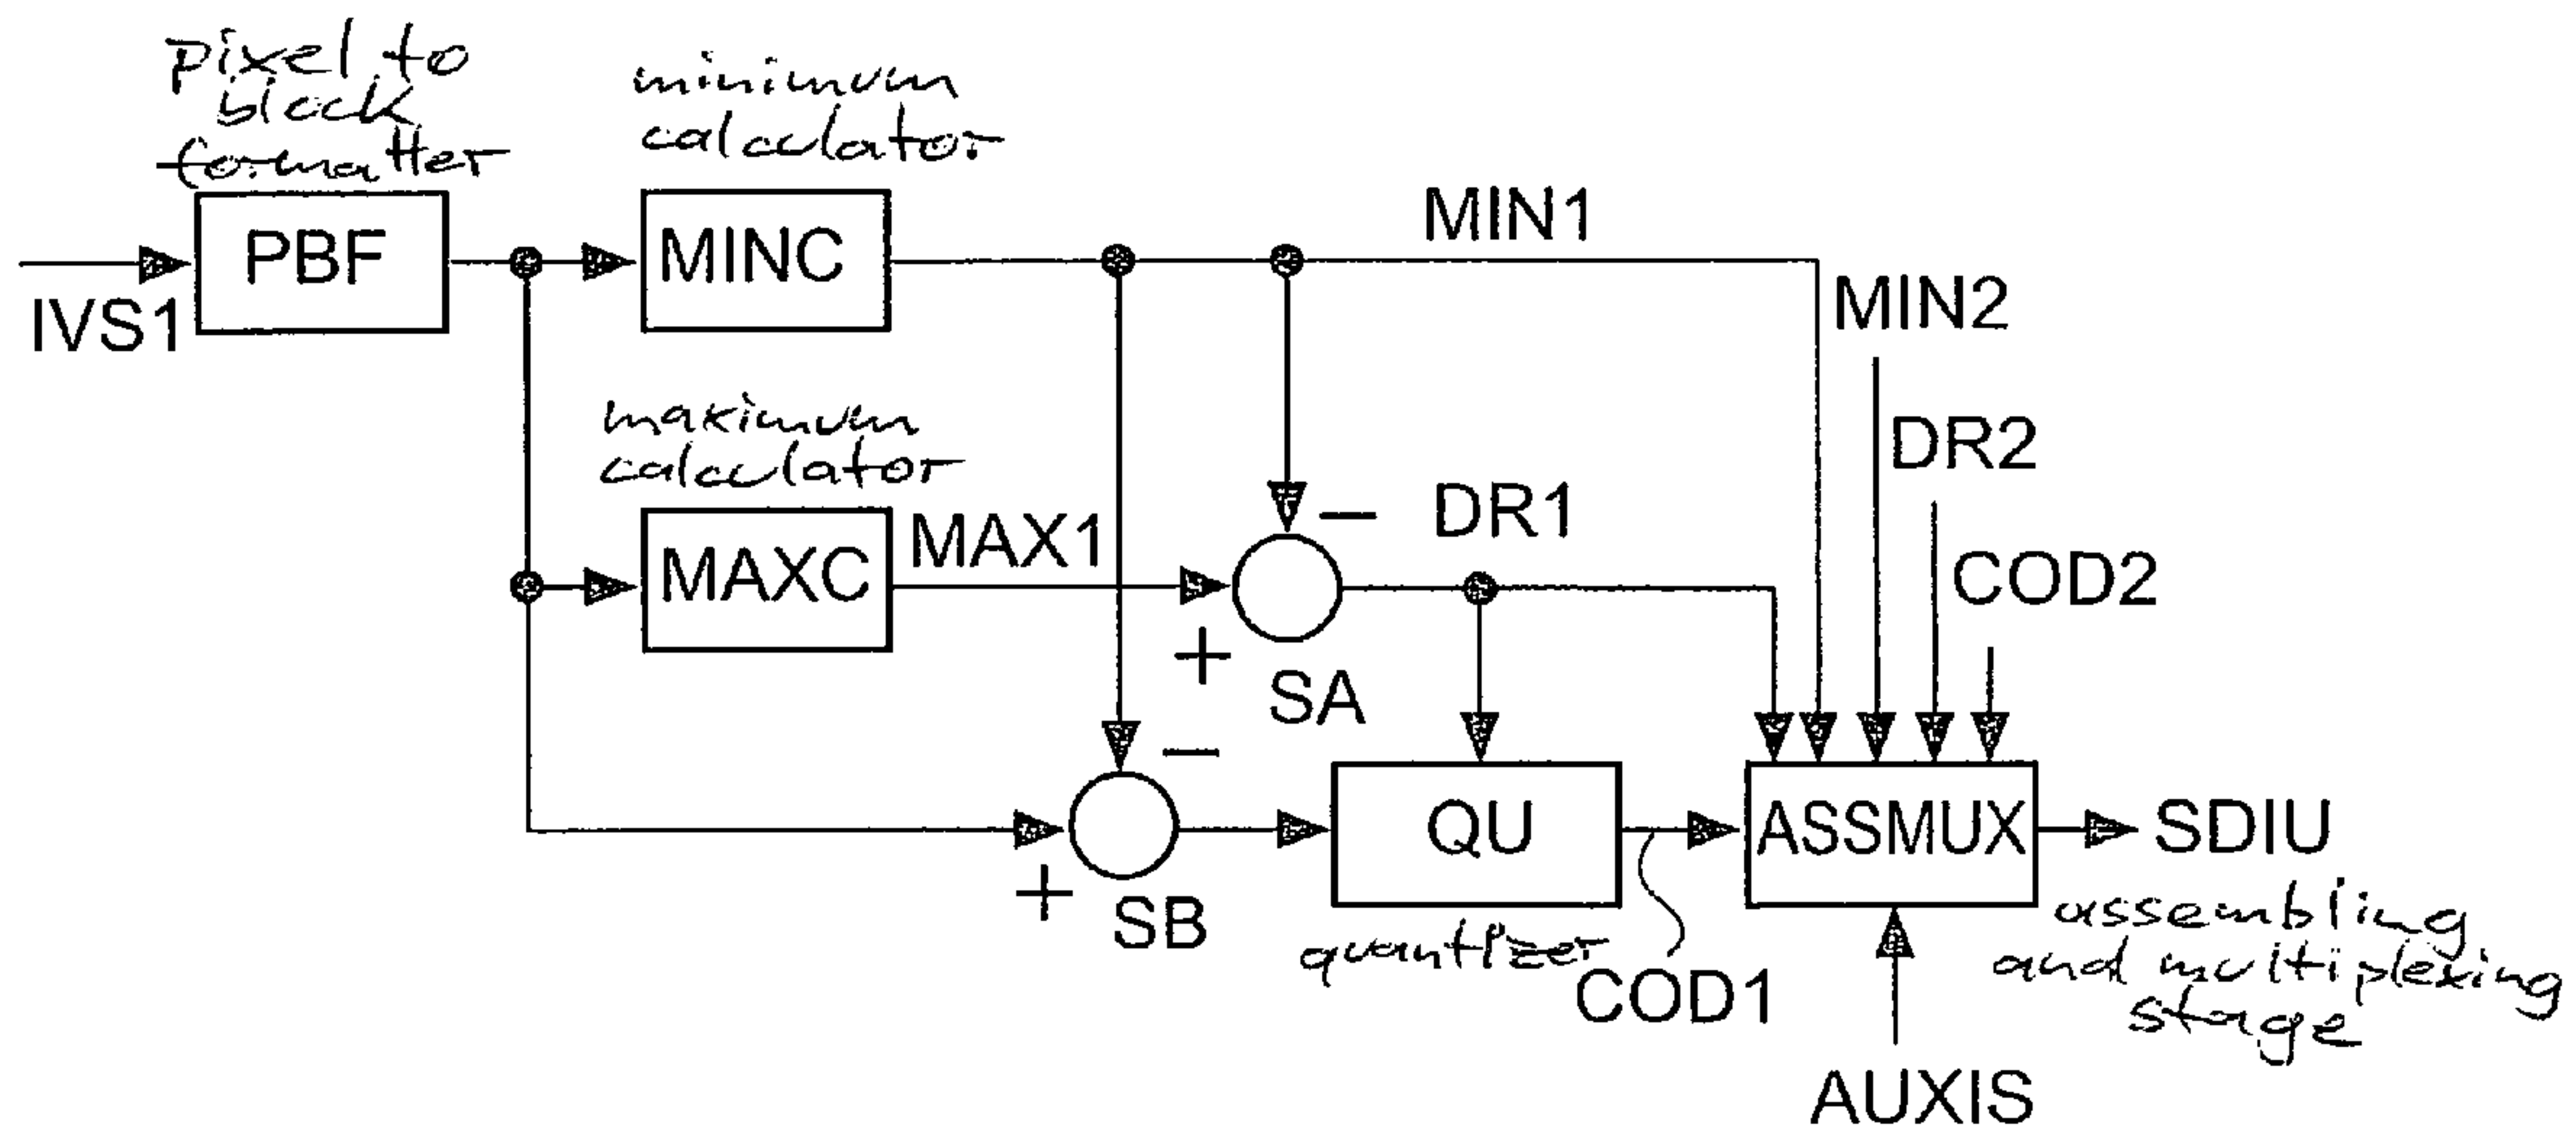 pixel to
block
formatter
minimum
calculator
PBF
MINC
MIN1
IVS1
MIN2
maximum
calculator
DR2
MAXC
MAX1
−
DR1
COD2
+
SA
−
QU
ASSMUX
SDIU
+
SB
quantizer
COD1
assembling
and multiplexing
stage
AUXIS